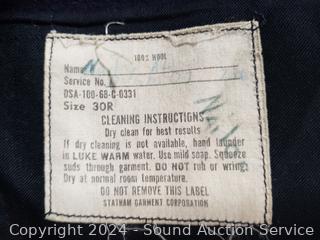 100% WOOL
Name
Service No.
DSA-100-68-C-0331
Size 30R
CLEANING INSTRUCTIONS
Dry clean for best results
If dry cleaning is not available, hand launder
in LUKE WARM water. Use mild soap. Squeeze
suds through garment. DO NOT rub or wring.
Dry at normal room temperature.
DO NOT REMOVE THIS LABEL
STATHAM GARMENT CORPORATION
Copyright 2024 - Sound Auction Service